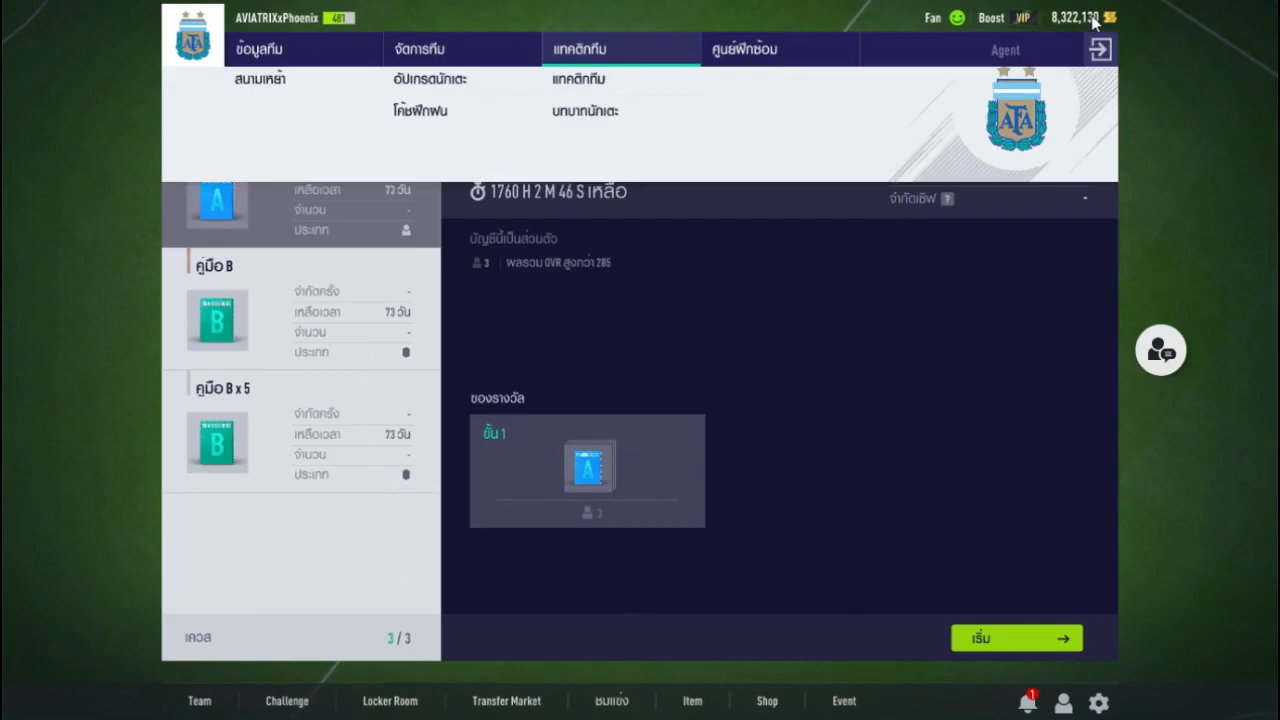 AVIATRIXxPhoenix 481
Fan Boost VIP 8,322,130
ข้อมูลทีม จัดการทีม แทคติกทีม ศูนย์ฝึกซ้อม Agent
สนามเหย้า อัปเกรดนักเตะ แทคติกทีม
โค้ชฝึกฝน บทบาทนักเตะ
AFA
AFA
A
เหลือเวลา 73 วัน
จำนวน -
ประเภท
1760 H 2 M 46 S เหลือ
จำกัดเชิฟ ? -
บัญชีนี้เป็นส่วนตัว
3 ผลรวม OVR สูงกว่า 285
คู่มือ B
B
จำกัดครั้ง -
เหลือเวลา 73 วัน
จำนวน -
ประเภท
คู่มือ B x 5
B
จำกัดครั้ง -
เหลือเวลา 73 วัน
จำนวน -
ประเภท
ของรางวัล
ขั้น 1
A
3
เควส 3 / 3
เริ่ม
Team Challenge Locker Room Transfer Market ชมแข่ง Item Shop Event
1